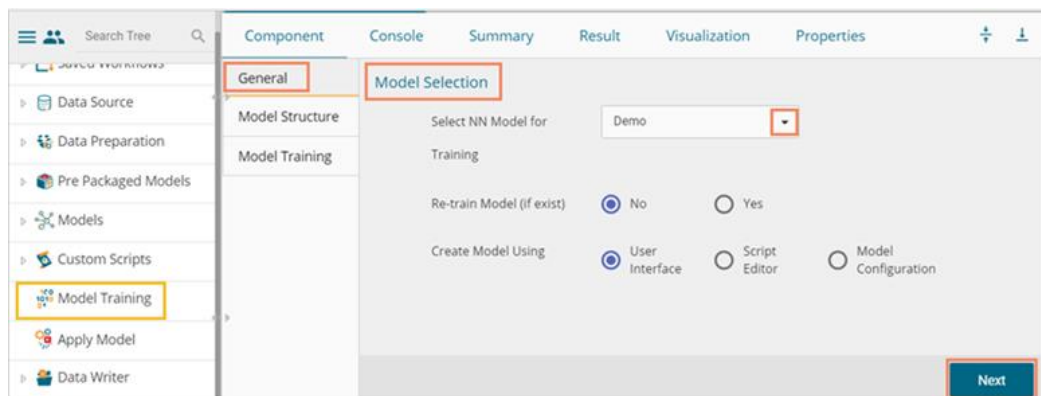 Search Tree
Component Console Summary Result Visualization Properties
Saved Workflows
Data Source
Data Preparation
Pre Packaged Models
Models
Custom Scripts
Model Training
Apply Model
Data Writer
General
Model Structure
Model Training
Model Selection
Select NN Model for
Training
Demo
Re-train Model (if exist)
No Yes
Create Model Using
User
Interface
Script
Editor
Model
Configuration
Next